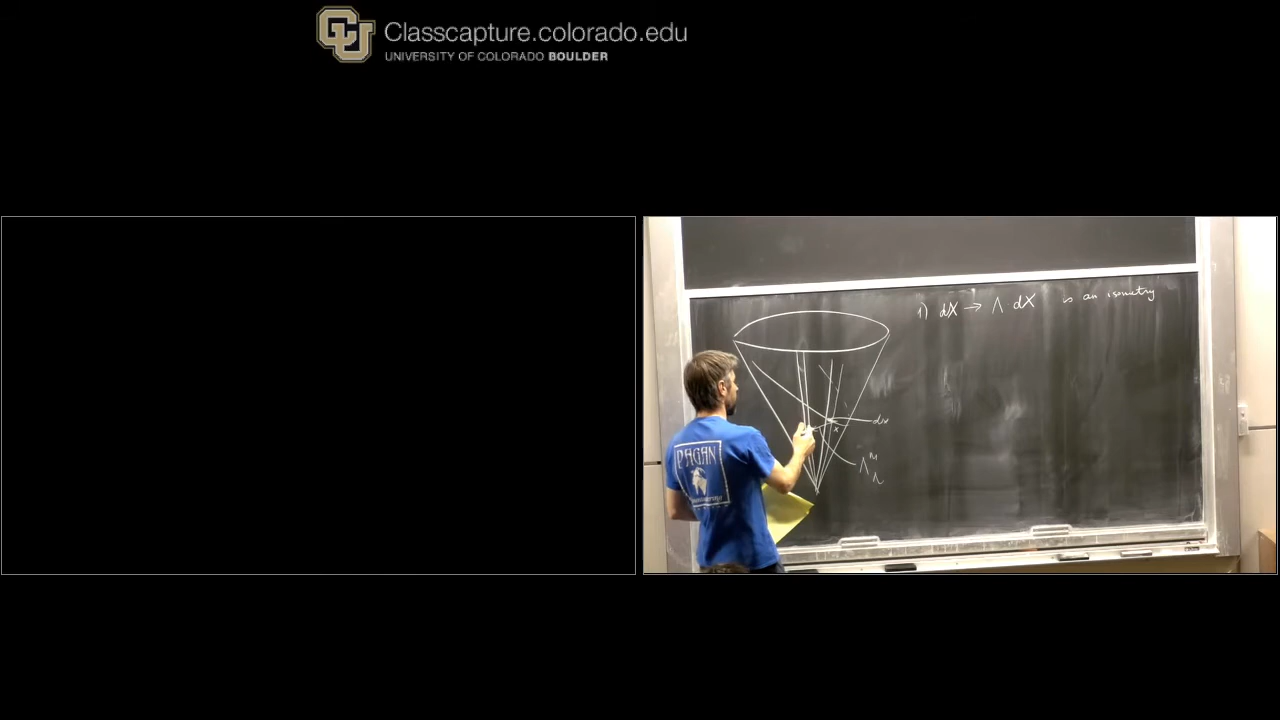 Classcapture.colorado.edu
UNIVERSITY OF COLORADO BOULDER
1) dX → Λ dX is an isometry
dx
x
Λ
PAGAN